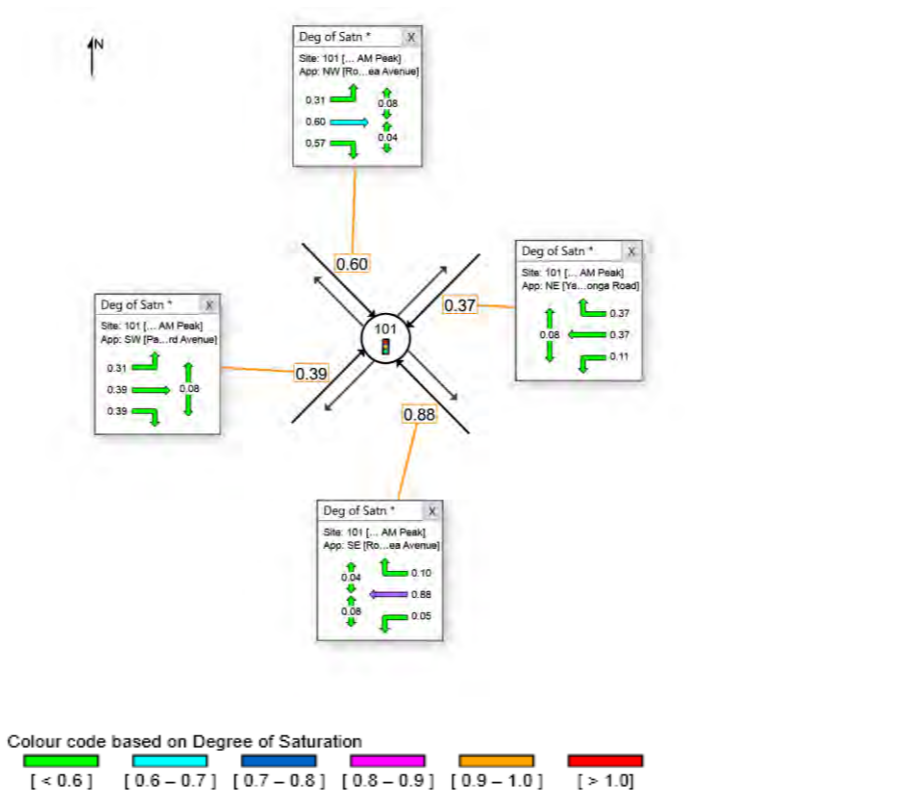 N
Deg of Satn * X
Site: 101 [... AM Peak]
App: NW [Ro...ea Avenue]
0.31
0.08
0.60
0.04
0.57
0.60
Deg of Satn * X
Site: 101 [... AM Peak]
App: NE [Ya...onga Road]
0.37
0.08
0.37
0.11
0.37
Deg of Satn * X
Site: 101 [... AM Peak]
App: SW [Pa...rd Avenue]
0.31
0.39
0.08
0.39
0.39
101
0.88
Deg of Satn * X
Site: 101 [... AM Peak]
App: SE [Ro...ea Avenue]
0.04
0.10
0.88
0.08
0.05
Colour code based on Degree of Saturation
[ < 0.6 ] [ 0.6 – 0.7 ] [ 0.7 – 0.8 ] [ 0.8 – 0.9 ] [ 0.9 – 1.0 ] [ > 1.0]